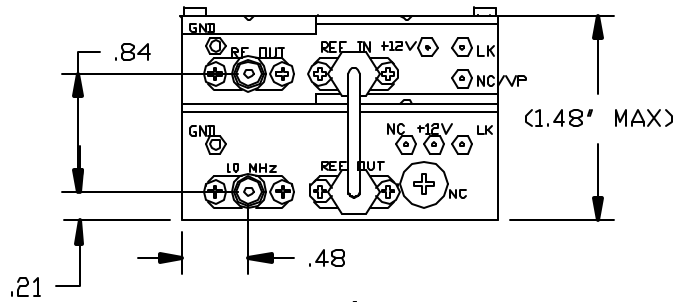 GND
RF OUT
REF IN +12V
LK
NC/VP
.84
(1.48" MAX)
GND
NC +12V LK
10 MHz
REF OUT
NC
.48
.21